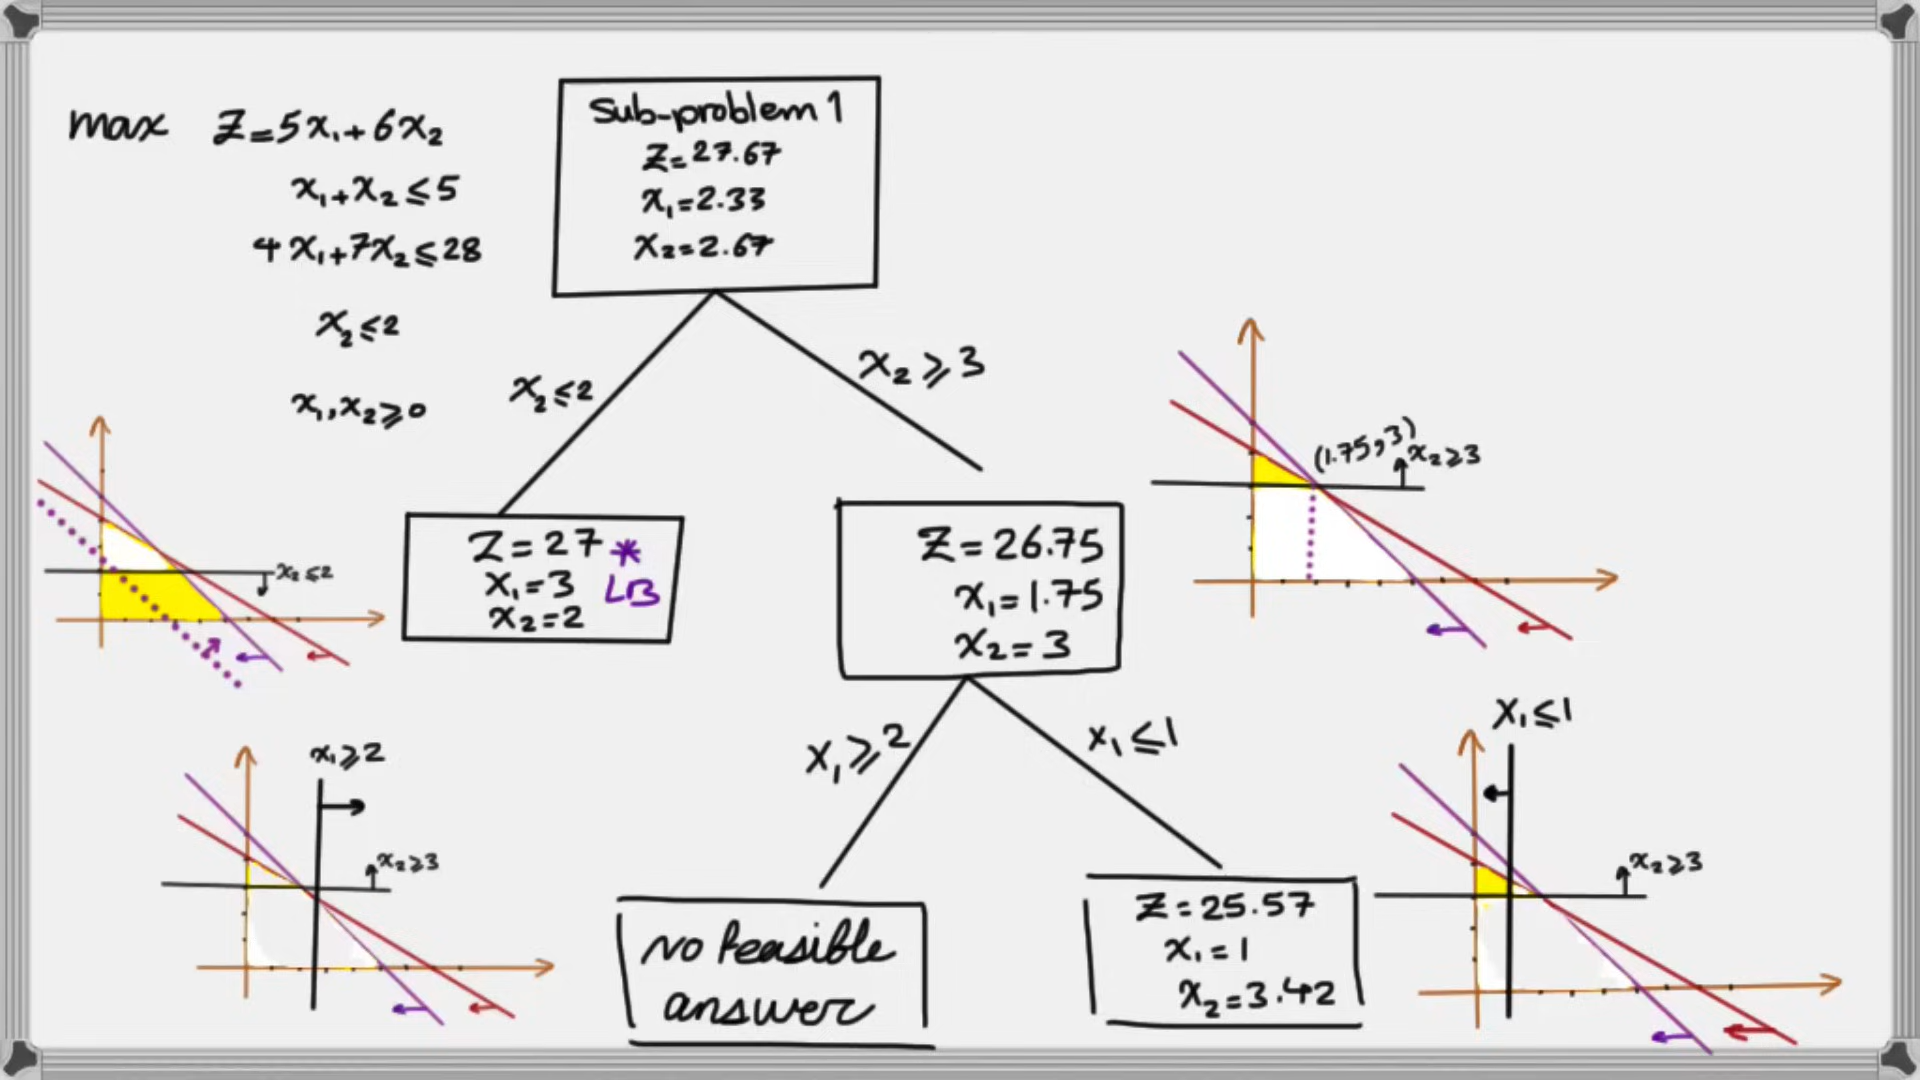 max Z=5x₁+6x₂
x₁+x₂≤5
4x₁+7x₂≤28
x₂≤2
x₁,x₂≥0
Sub-problem 1
Z=27.67
x₁=2.33
x₂=2.67
x₂≤2
x₂≥3
x₂≤2
Z=27 *
x₁=3 LB
x₂=2
Z=26.75
x₁=1.75
x₂=3
(1.75,3)
x₂≥3
x₁≥2
x₁≤1
x₁≥2
x₂≥3
No feasible
answer
Z=25.57
x₁=1
x₂=3.42
x₁≤1
x₂≥3